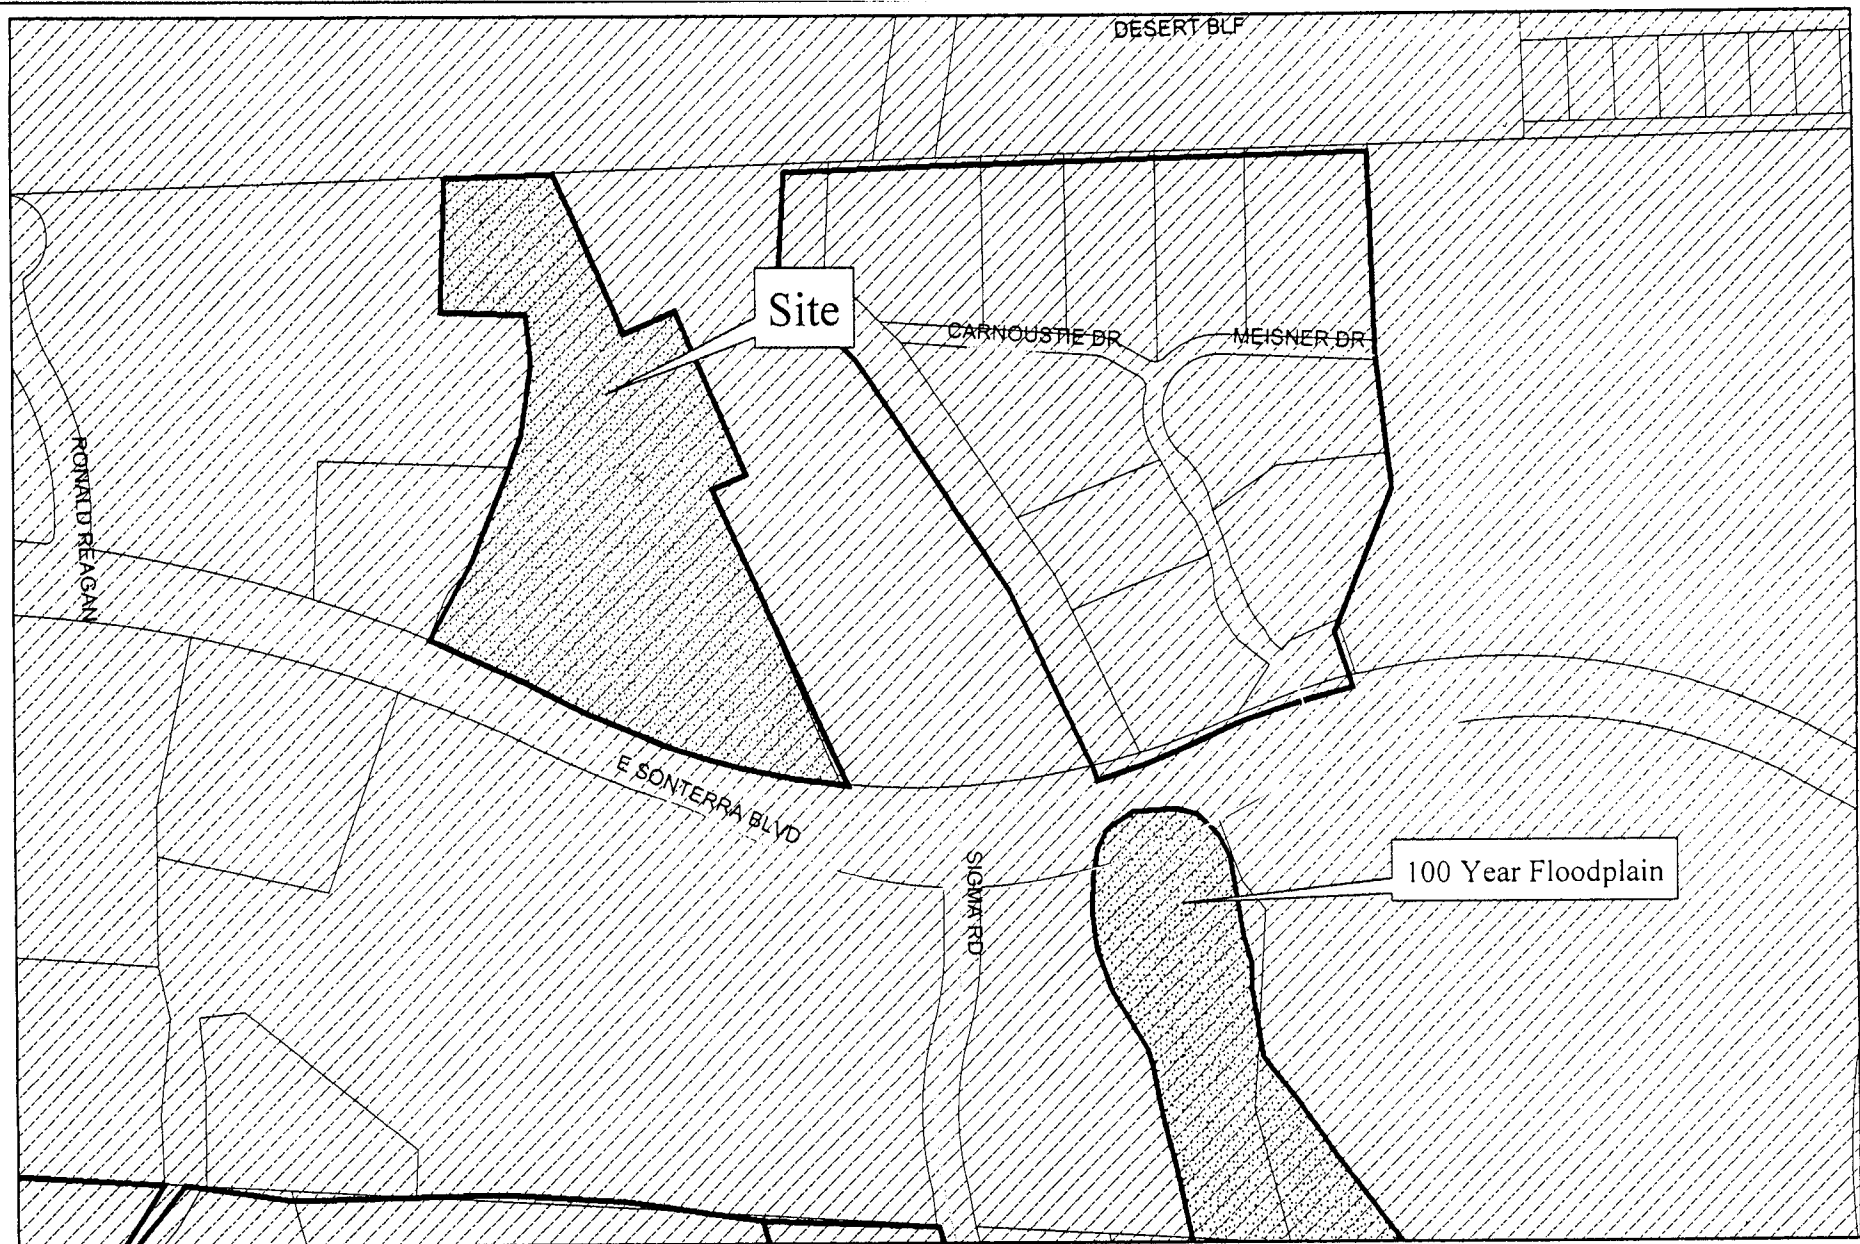 DESERT BLF
Site
CARNOUSTIE DR
MEISNER DR
RONALD REAGAN
E SONTERRA BLVD
SIGMA RD
100 Year Floodplain